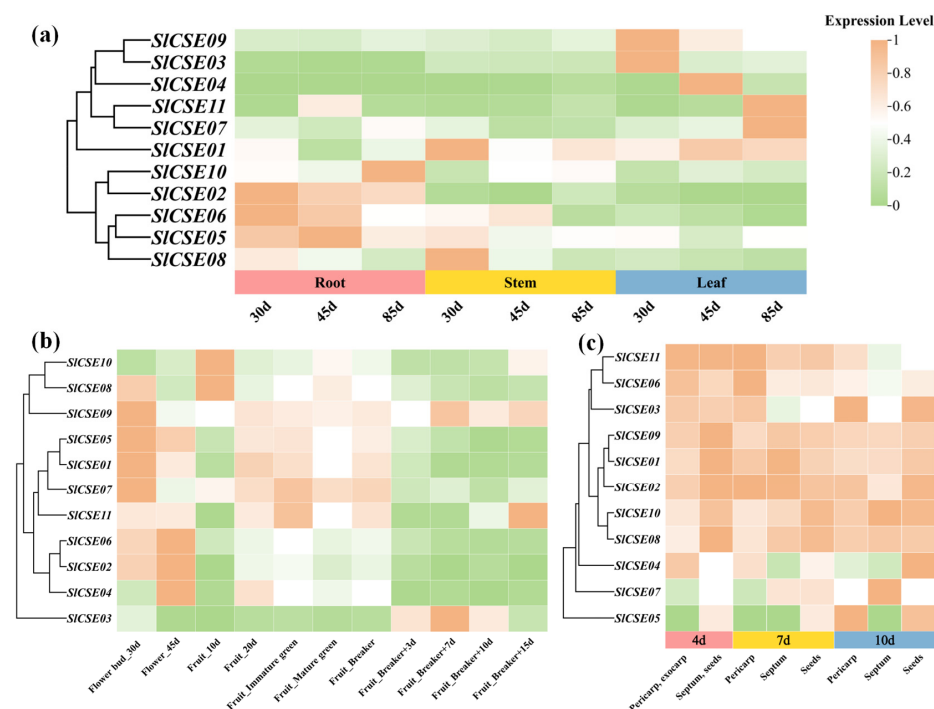 (a)
Expression Level
SlCSE09
SlCSE03
SlCSE04
SlCSE11
SlCSE07
SlCSE01
SlCSE10
SlCSE02
SlCSE06
SlCSE05
SlCSE08
1
0.8
0.6
0.4
0.2
0
Root Stem Leaf
30d 45d 85d 30d 45d 85d 30d 45d 85d
(b)
SlCSE10
SlCSE08
SlCSE09
SlCSE05
SlCSE01
SlCSE07
SlCSE11
SlCSE06
SlCSE02
SlCSE04
SlCSE03
Flower bud_30d
Flower_45d
Fruit_10d
Fruit_20d
Fruit_Immature green
Fruit_Mature green
Fruit_Breaker
Fruit_Breaker+3d
Fruit_Breaker+7d
Fruit_Breaker+10d
Fruit_Breaker+15d
(c)
SlCSE11
SlCSE06
SlCSE03
SlCSE09
SlCSE01
SlCSE02
SlCSE10
SlCSE08
SlCSE04
SlCSE07
SlCSE05
4d 7d 10d
Pericarp, exocarp
Septum, seeds
Pericarp
Septum
Seeds
Pericarp
Septum
Seeds